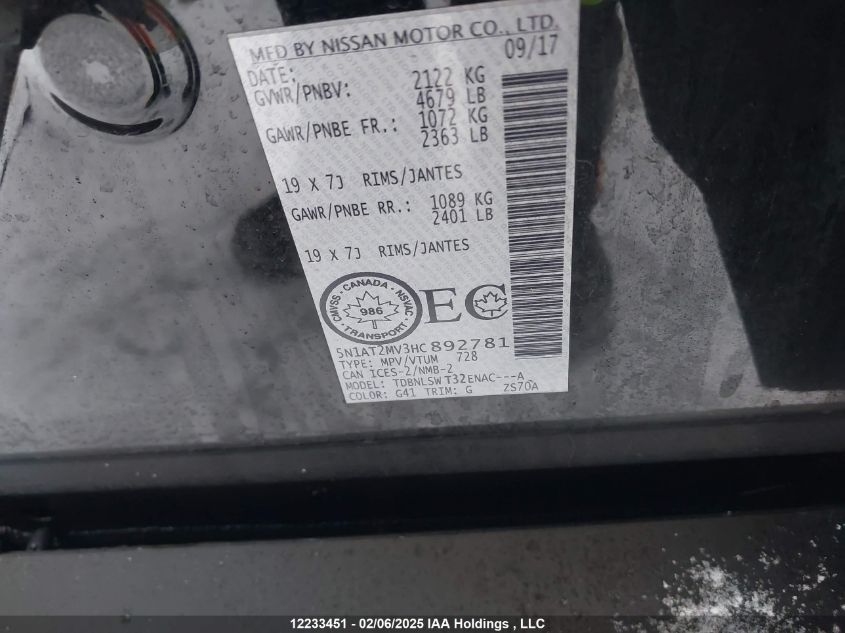 MFD BY NISSAN MOTOR CO., LTD.
DATE: 09/17
GVWR/PNBV: 2122 KG
4679 LB
GAWR/PNBE FR.: 1072 KG
2363 LB
19 X 7J RIMS/JANTES
GAWR/PNBE RR.: 1089 KG
2401 LB
19 X 7J RIMS/JANTES
CMVSS · CANADA · NSVAC · TRANSPORT ·
986
EC
5N1AT2MV3HC892781
TYPE: MPV/VTUM 728
CAN ICES-2/NMB-2
MODEL: TDBNLSWT32ENAC---A
COLOR: G41 TRIM: G ZS70A
12233451 - 02/06/2025 IAA Holdings , LLC